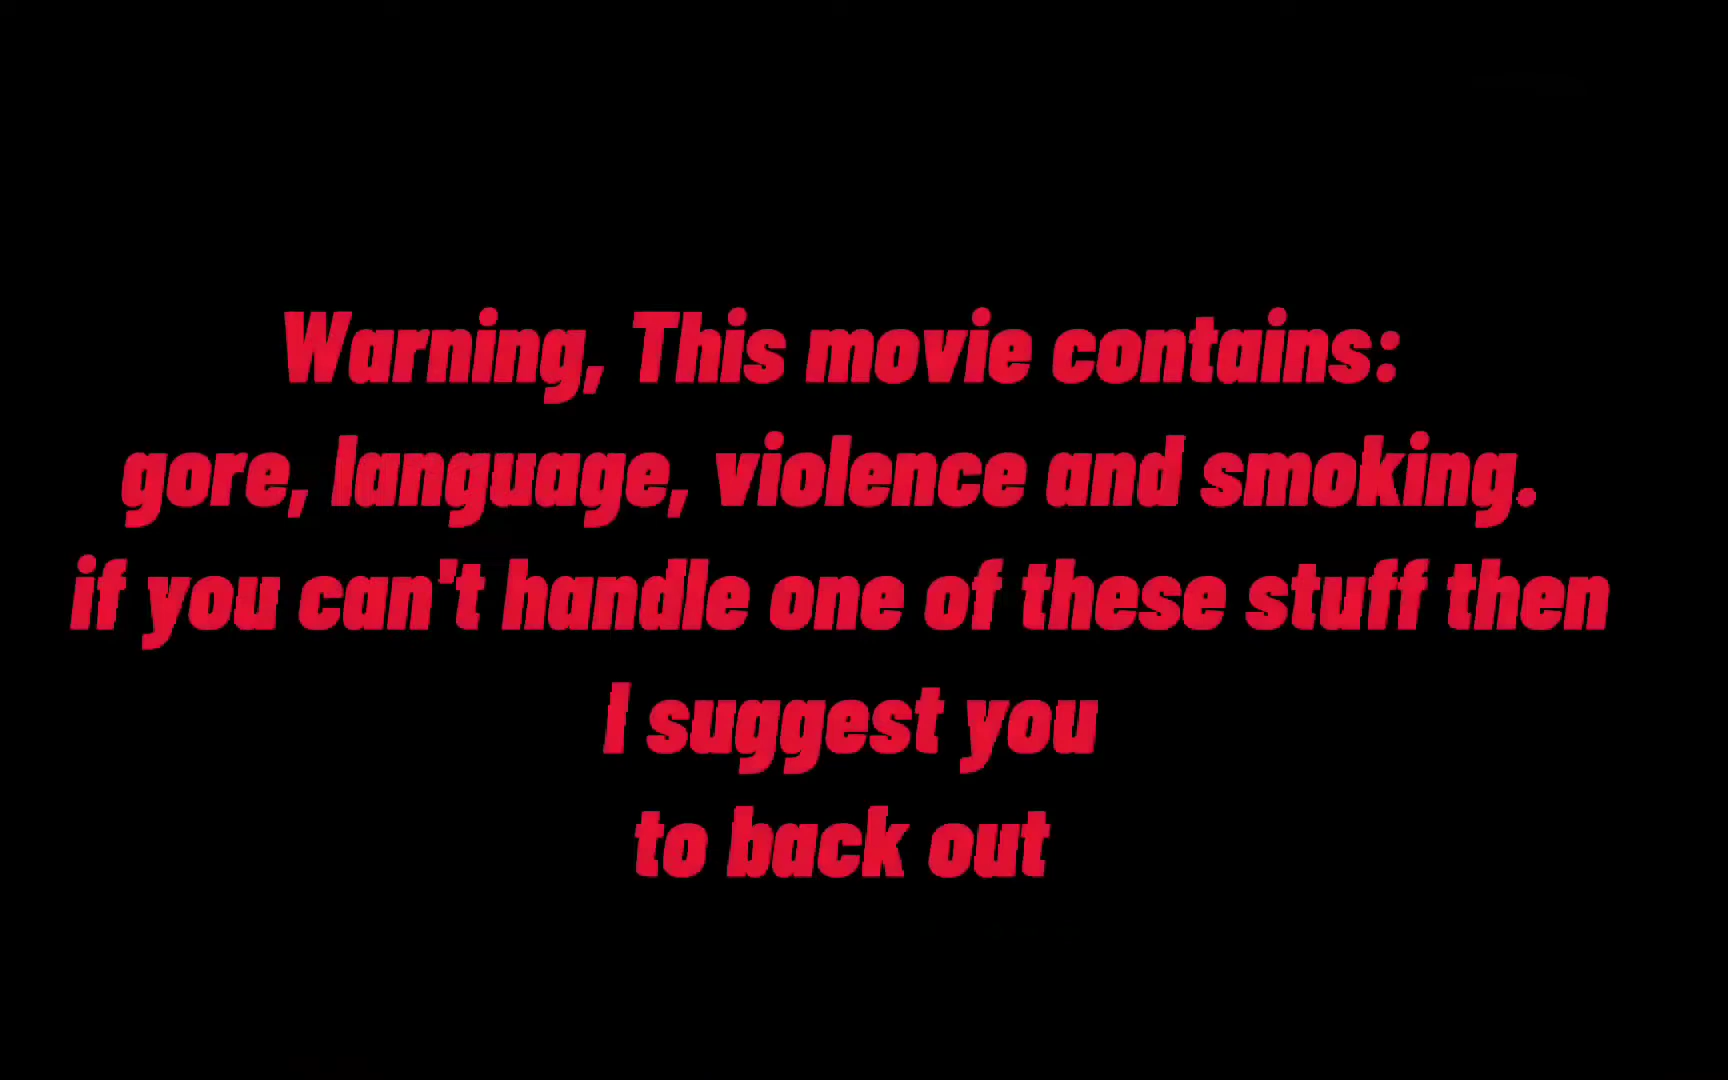 Warning, This movie contains:
gore, language, violence and smoking.
if you can't handle one of these stuff then
I suggest you
to back out